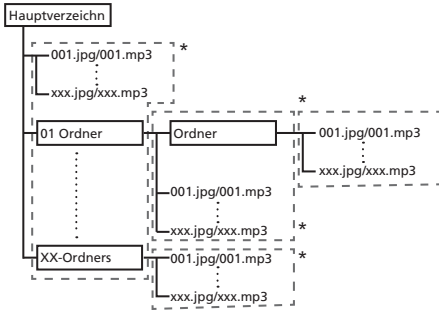 Hauptverzeichn
001.jpg/001.mp3 *
xxx.jpg/xxx.mp3
*
01 Ordner Ordner 001.jpg/001.mp3
xxx.jpg/xxx.mp3
001.jpg/001.mp3
xxx.jpg/xxx.mp3 *
XX-Ordners 001.jpg/001.mp3 *
xxx.jpg/xxx.mp3